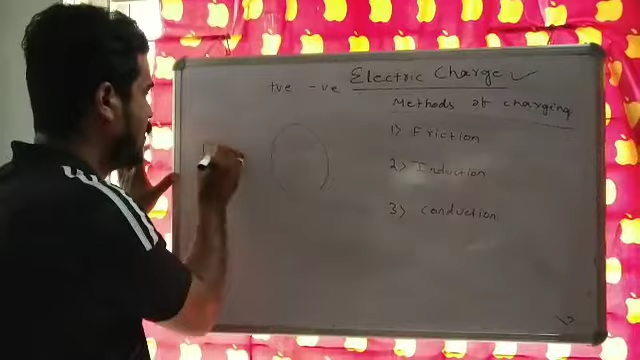 +ve -ve Electric Charge ✓
Methods of charging
1) Friction
2) Induction
3) conduction